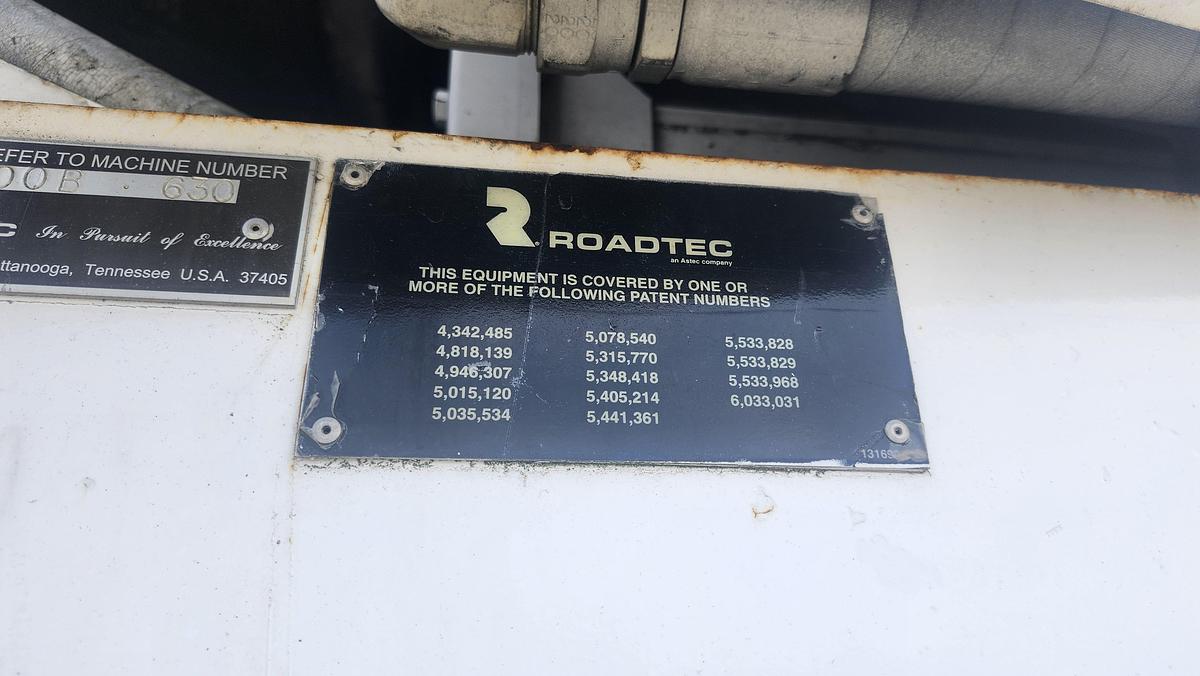 EFER TO MACHINE NUMBER
00B · 630
C In Pursuit of Excellence
ttanooga, Tennessee U.S.A. 37405
ROADTEC
an Astec company
THIS EQUIPMENT IS COVERED BY ONE OR
MORE OF THE FOLLOWING PATENT NUMBERS
4,342,485 5,078,540 5,533,828
4,818,139 5,315,770 5,533,829
4,946,307 5,348,418 5,533,968
5,015,120 5,405,214 6,033,031
5,035,534 5,441,361